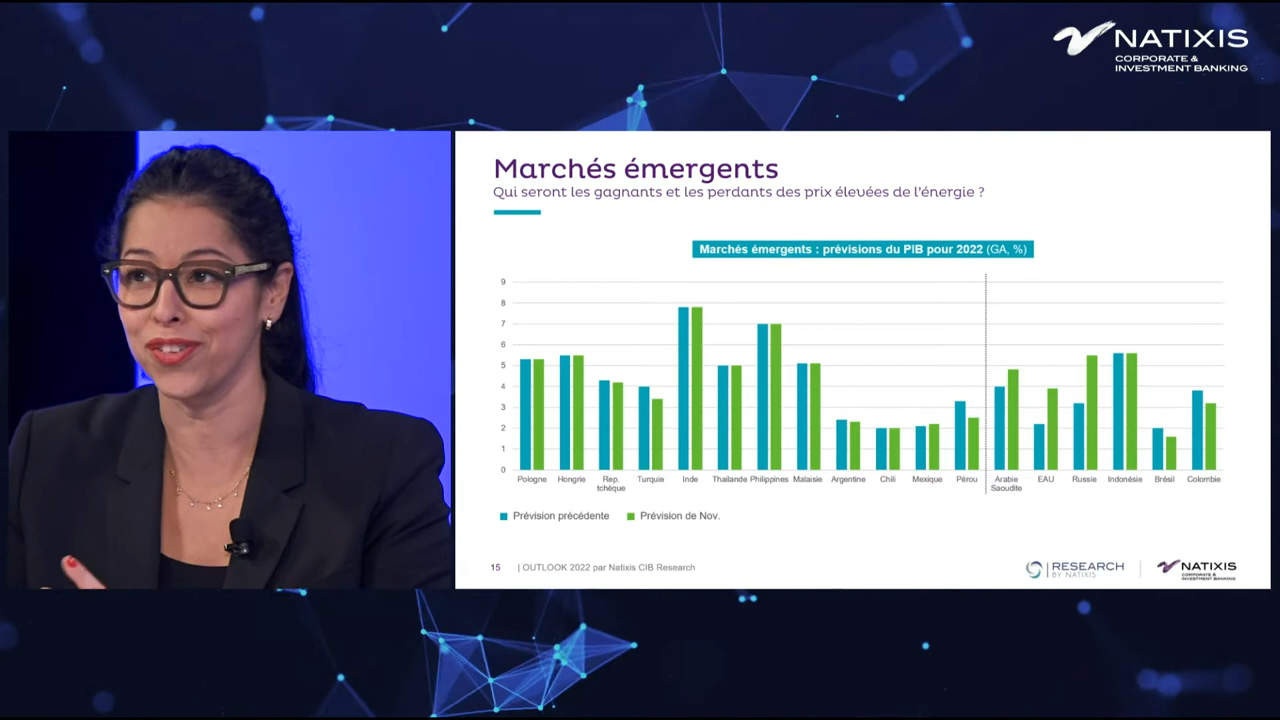 NATIXIS
CORPORATE &
INVESTMENT BANKING
Marchés émergents
Qui seront les gagnants et les perdants des prix élevées de l'énergie ?
Marchés émergents : prévisions du PIB pour 2022 (GA, %)
9
8
7
6
5
4
3
2
1
0
Pologne Hongrie Rep. tchèque Turquie Inde Thaïlande Philippines Malaisie Argentine Chili Mexique Pérou Arabie Saoudite EAU Russie Indonésie Brésil Colombie
Prévision précédente Prévision de Nov.
15 | OUTLOOK 2022 par Natixis CIB Research
RESEARCH
BY NATIXIS
NATIXIS
CORPORATE &
INVESTMENT BANKING